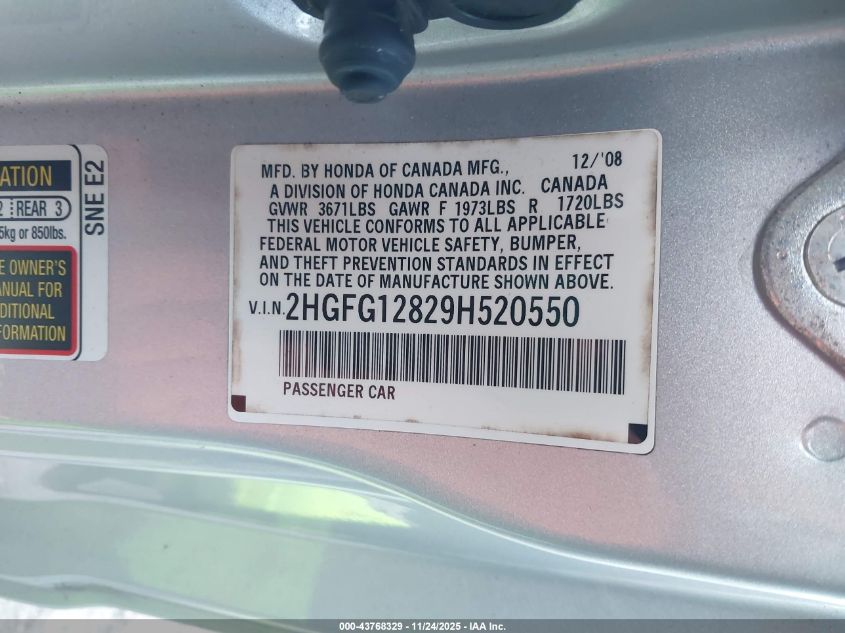 ATION
2 REAR 3
5kg or 850lbs.
E OWNER'S
ANUAL FOR
DITIONAL
FORMATION
SNE E2
MFD. BY HONDA OF CANADA MFG., 12/'08
A DIVISION OF HONDA CANADA INC. CANADA
GVWR 3671LBS GAWR F 1973LBS R 1720LBS
THIS VEHICLE CONFORMS TO ALL APPLICABLE
FEDERAL MOTOR VEHICLE SAFETY, BUMPER,
AND THEFT PREVENTION STANDARDS IN EFFECT
ON THE DATE OF MANUFACTURE SHOWN ABOVE.
V.I.N. 2HGFG12829H520550
PASSENGER CAR
000-43768329 — 11/24/2025 - IAA Inc.